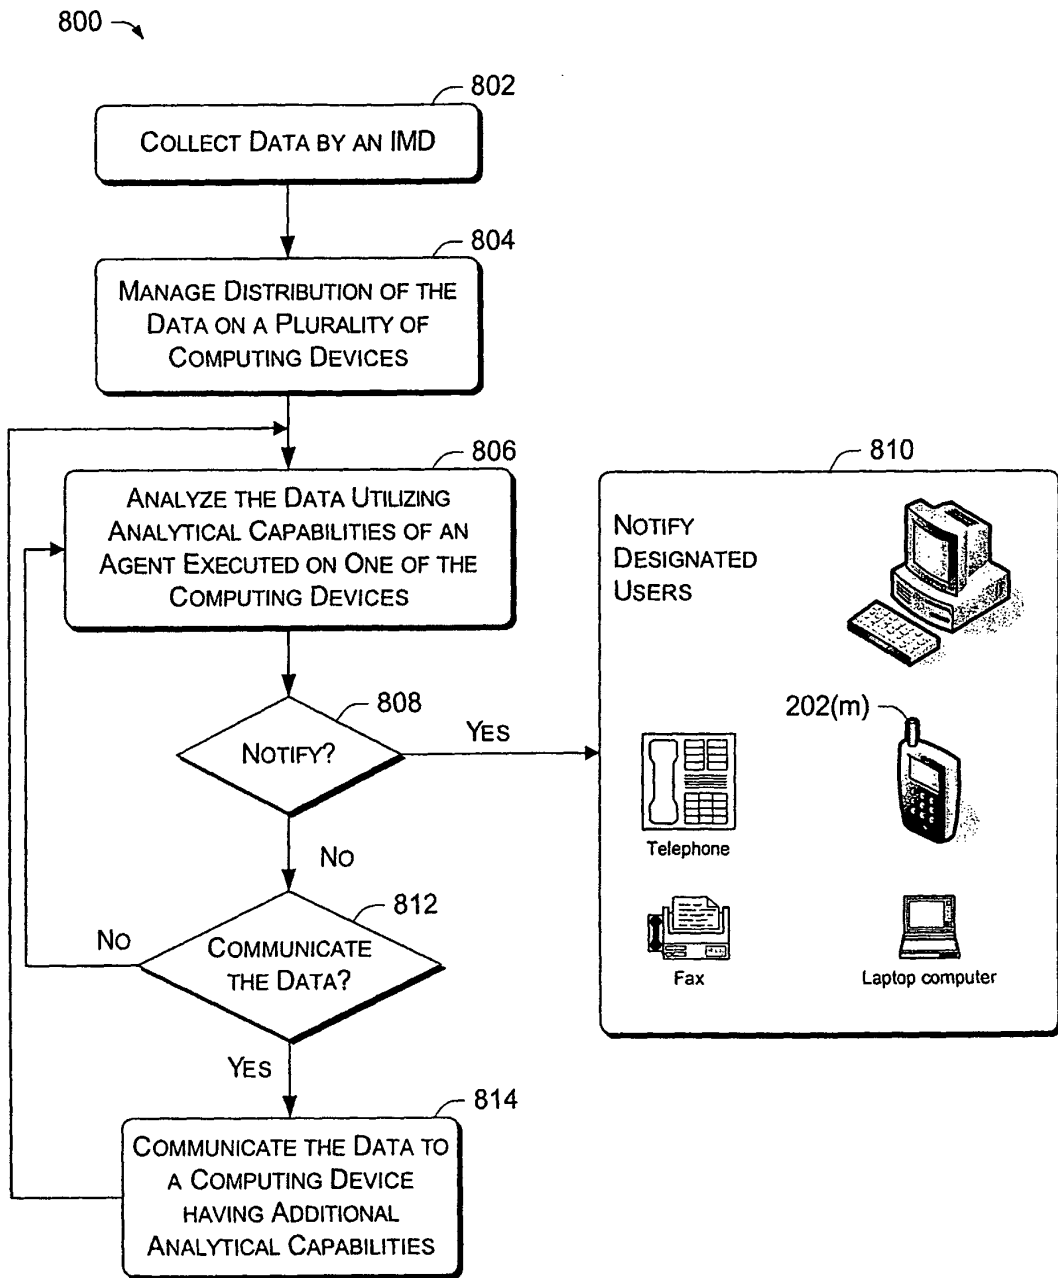 800
802
COLLECT DATA BY AN IMD
804
MANAGE DISTRIBUTION OF THE
DATA ON A PLURALITY OF
COMPUTING DEVICES
806
ANALYZE THE DATA UTILIZING
ANALYTICAL CAPABILITIES OF AN
AGENT EXECUTED ON ONE OF THE
COMPUTING DEVICES
808
NOTIFY?
YES
NO
812
COMMUNICATE
THE DATA?
NO
YES
814
COMMUNICATE THE DATA TO
A COMPUTING DEVICE
HAVING ADDITIONAL
ANALYTICAL CAPABILITIES
810
NOTIFY
DESIGNATED
USERS
202(m)
Telephone
Fax
Laptop computer